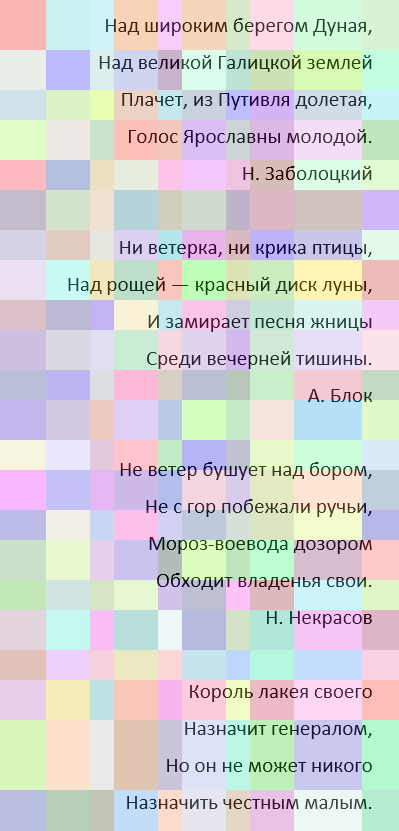 Над широким берегом Дуная,
Над великой Галицкой землей
Плачет, из Путивля долетая,
Голос Ярославны молодой.
Н. Заболоцкий
Ни ветерка, ни крика птицы,
Над рощей — красный диск луны,
И замирает песня жницы
Среди вечерней тишины.
А. Блок
Не ветер бушует над бором,
Не с гор побежали ручьи,
Мороз-воевода дозором
Обходит владенья свои.
Н. Некрасов
Король лакея своего
Назначит генералом,
Но он не может никого
Назначить честным малым.